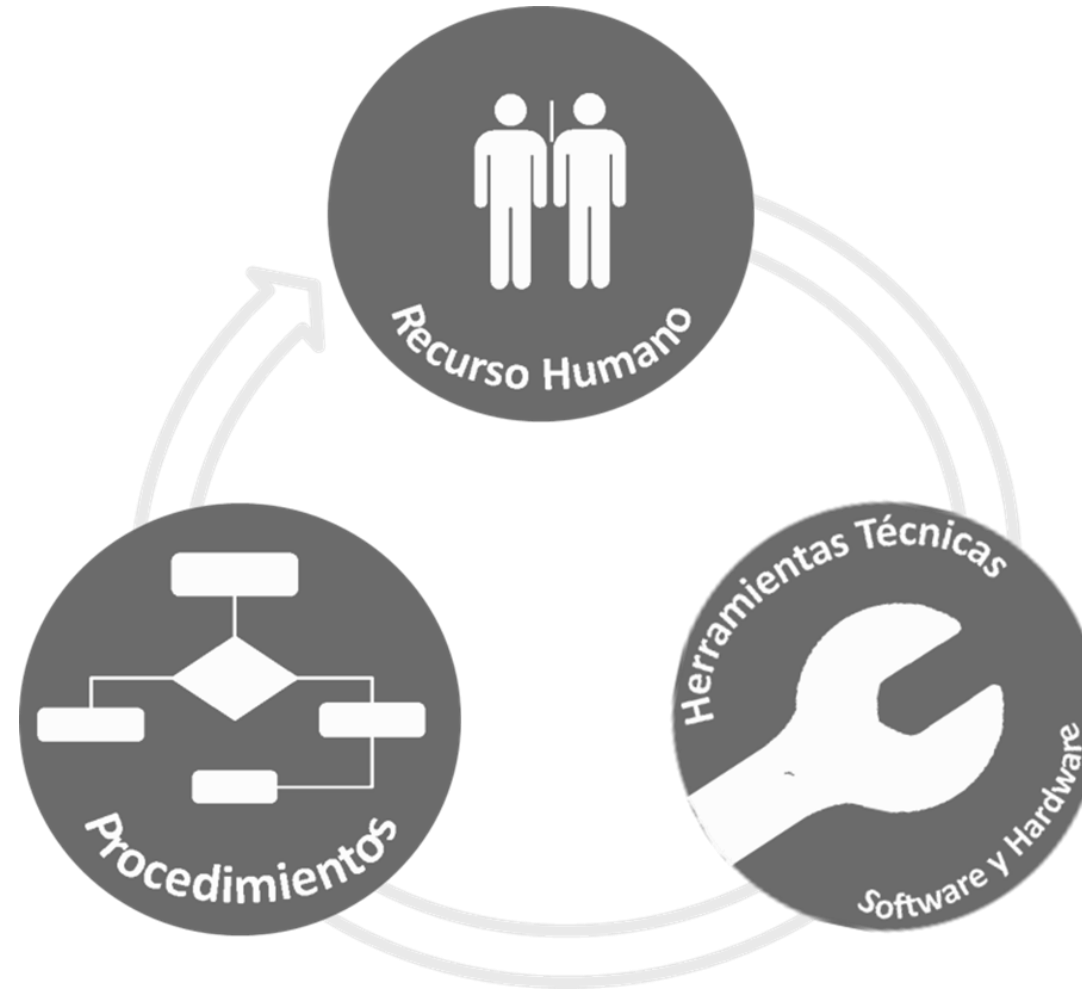 Recurso Humano
Herramientas Técnicas
Software y Hardware
Procedimientos